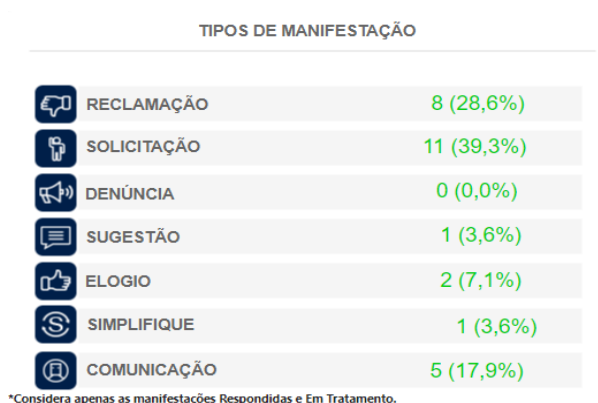 TIPOS DE MANIFESTAÇÃO
RECLAMAÇÃO 8 (28,6%)
SOLICITAÇÃO 11 (39,3%)
DENÚNCIA 0 (0,0%)
SUGESTÃO 1 (3,6%)
ELOGIO 2 (7,1%)
SIMPLIFIQUE 1 (3,6%)
COMUNICAÇÃO 5 (17,9%)
*Considera apenas as manifestações Respondidas e Em Tratamento.